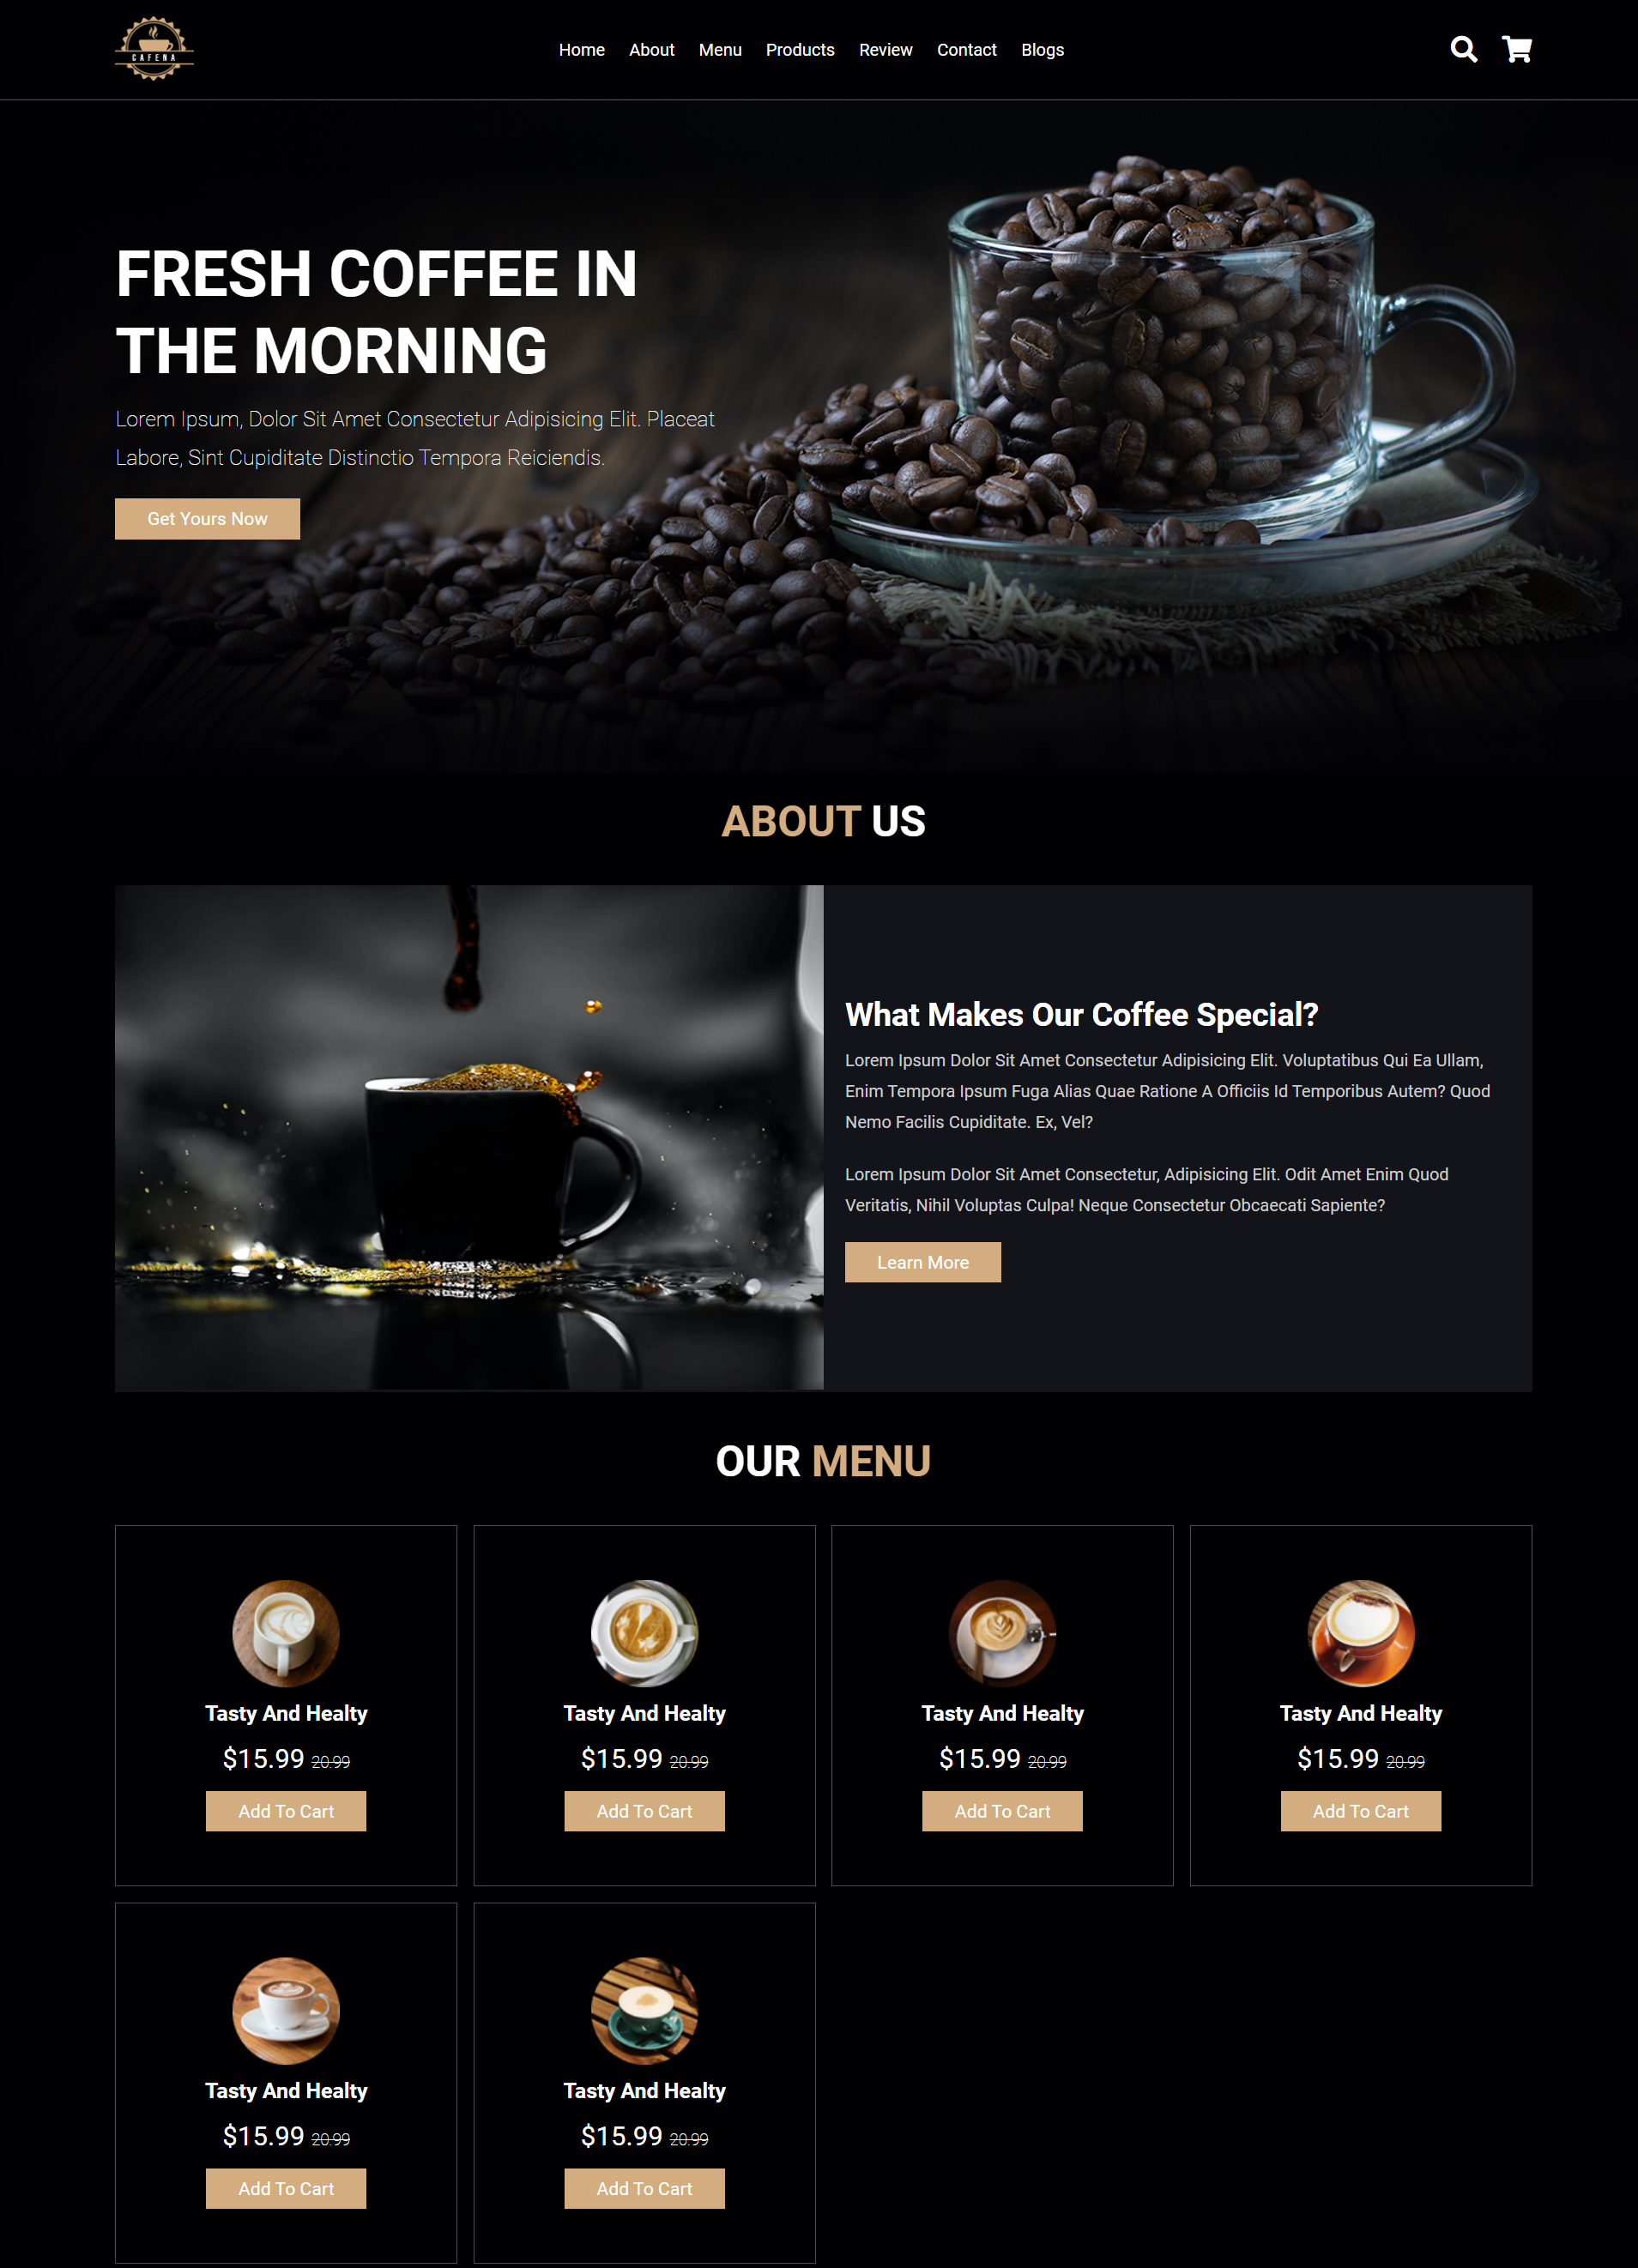 CAFENA
Home About Menu Products Review Contact Blogs
FRESH COFFEE IN
THE MORNING
Lorem Ipsum, Dolor Sit Amet Consectetur Adipisicing Elit. Placeat
Labore, Sint Cupiditate Distinctio Tempora Reiciendis.
Get Yours Now
ABOUT US
What Makes Our Coffee Special?
Lorem Ipsum Dolor Sit Amet Consectetur Adipisicing Elit. Voluptatibus Qui Ea Ullam,
Enim Tempora Ipsum Fuga Alias Quae Ratione A Officiis Id Temporibus Autem? Quod
Nemo Facilis Cupiditate. Ex, Vel?
Lorem Ipsum Dolor Sit Amet Consectetur, Adipisicing Elit. Odit Amet Enim Quod
Veritatis, Nihil Voluptas Culpa! Neque Consectetur Obcaecati Sapiente?
Learn More
OUR MENU
Tasty And Healty
$15.99 20.99
Add To Cart
Tasty And Healty
$15.99 20.99
Add To Cart
Tasty And Healty
$15.99 20.99
Add To Cart
Tasty And Healty
$15.99 20.99
Add To Cart
Tasty And Healty
$15.99 20.99
Add To Cart
Tasty And Healty
$15.99 20.99
Add To Cart